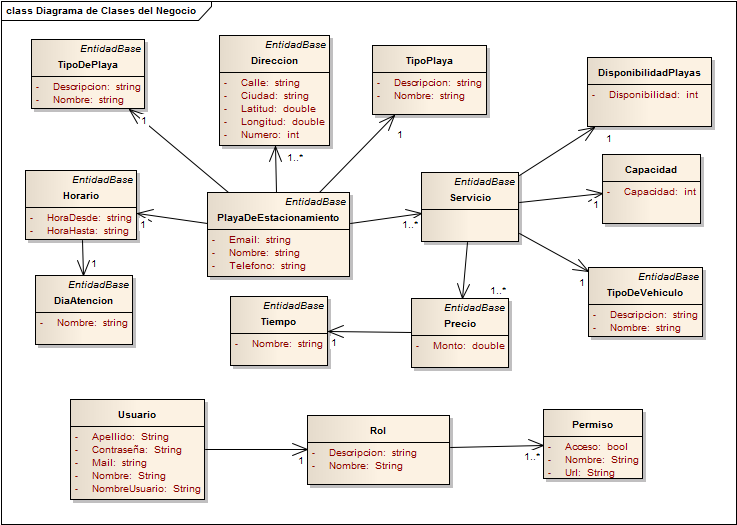 class Diagrama de Clases del Negocio
EntidadBase
TipoDePlaya
- Descripcion: string
- Nombre: string
EntidadBase
Direccion
- Calle: string
- Ciudad: string
- Latitud: double
- Longitud: double
- Numero: int
EntidadBase
TipoPlaya
- Descripcion: string
- Nombre: string
DisponibilidadPlayas
- Disponibilidad: int
1
1..*
1
1
EntidadBase
Horario
- HoraDesde: string
- HoraHasta: string
EntidadBase
PlayaDeEstacionamiento
- Email: string
- Nombre: string
- Telefono: string
EntidadBase
Servicio
Capacidad
- Capacidad: int
1
1..*
1
1
1..*
1
EntidadBase
DiaAtencion
- Nombre: string
EntidadBase
Tiempo
- Nombre: string
1
EntidadBase
Precio
- Monto: double
EntidadBase
TipoDeVehiculo
- Descripcion: string
- Nombre: string
Usuario
- Apellido: String
- Contraseña: String
- Mail: string
- Nombre: String
- NombreUsuario: String
1
Rol
- Descripcion: string
- Nombre: String
1..*
Permiso
- Acceso: bool
- Nombre: String
- Url: String